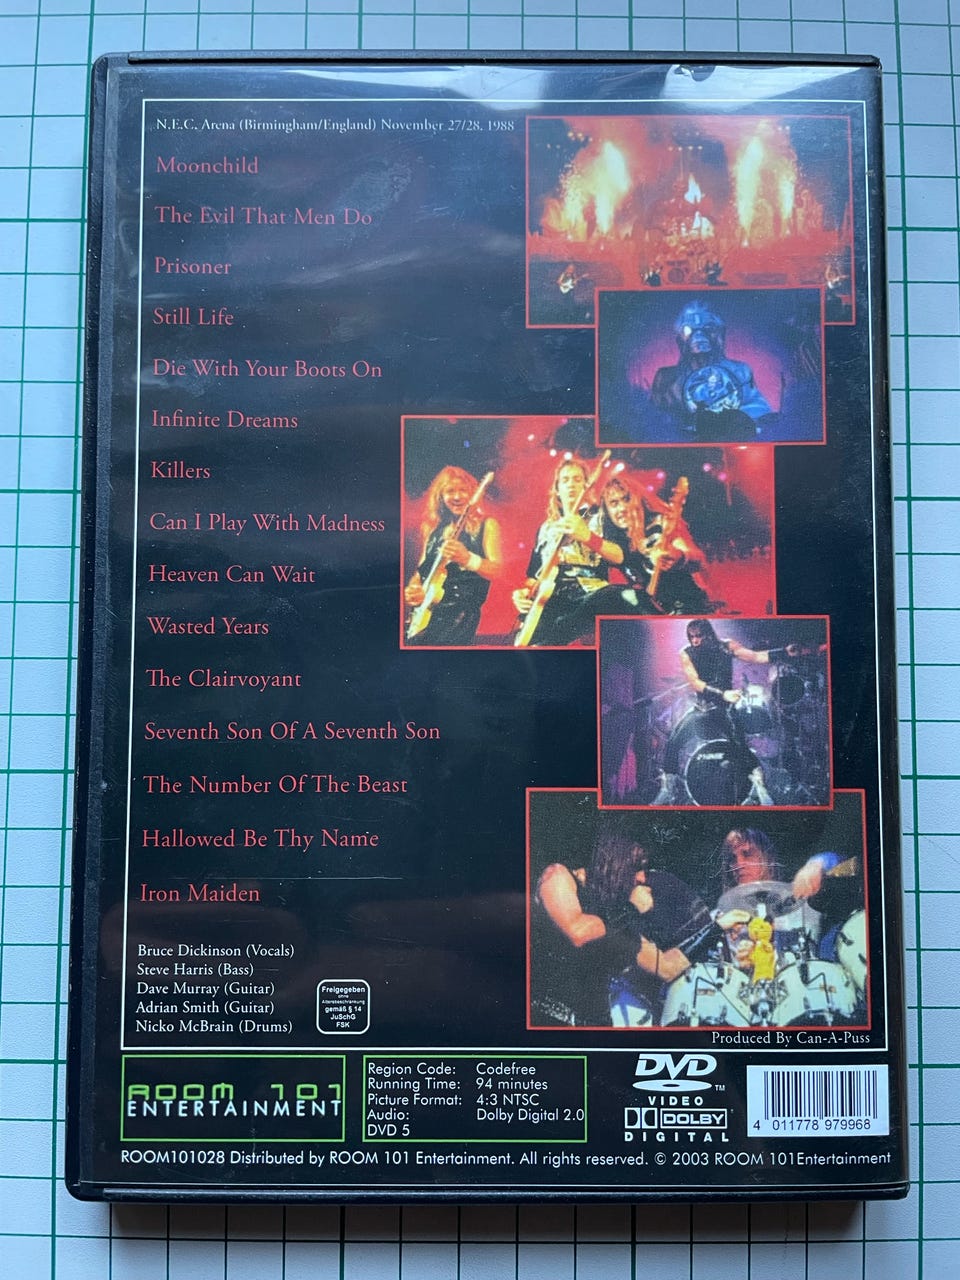 N.E.C. Arena (Birmingham/England) November 27/28. 1988
Moonchild
The Evil That Men Do
Prisoner
Still Life
Die With Your Boots On
Infinite Dreams
Killers
Can I Play With Madness
Heaven Can Wait
Wasted Years
The Clairvoyant
Seventh Son Of A Seventh Son
The Number Of The Beast
Hallowed Be Thy Name
Iron Maiden
Bruce Dickinson (Vocals)
Steve Harris (Bass)
Dave Murray (Guitar)
Adrian Smith (Guitar)
Nicko McBrain (Drums)
Freigegeben
ohne
Altersbeschränkung
gemäß § 14
JuSchG
FSK
Produced By Can-A-Puss
ROOM 101
ENTERTAINMENT
Region Code: Codefree
Running Time: 94 minutes
Picture Format: 4:3 NTSC
Audio: Dolby Digital 2.0
DVD 5
DVD
TM
VIDEO
DOLBY
DIGITAL
4 011778 979968
ROOM101028 Distributed by ROOM 101 Entertainment. All rights reserved. © 2003 ROOM 101Entertainment